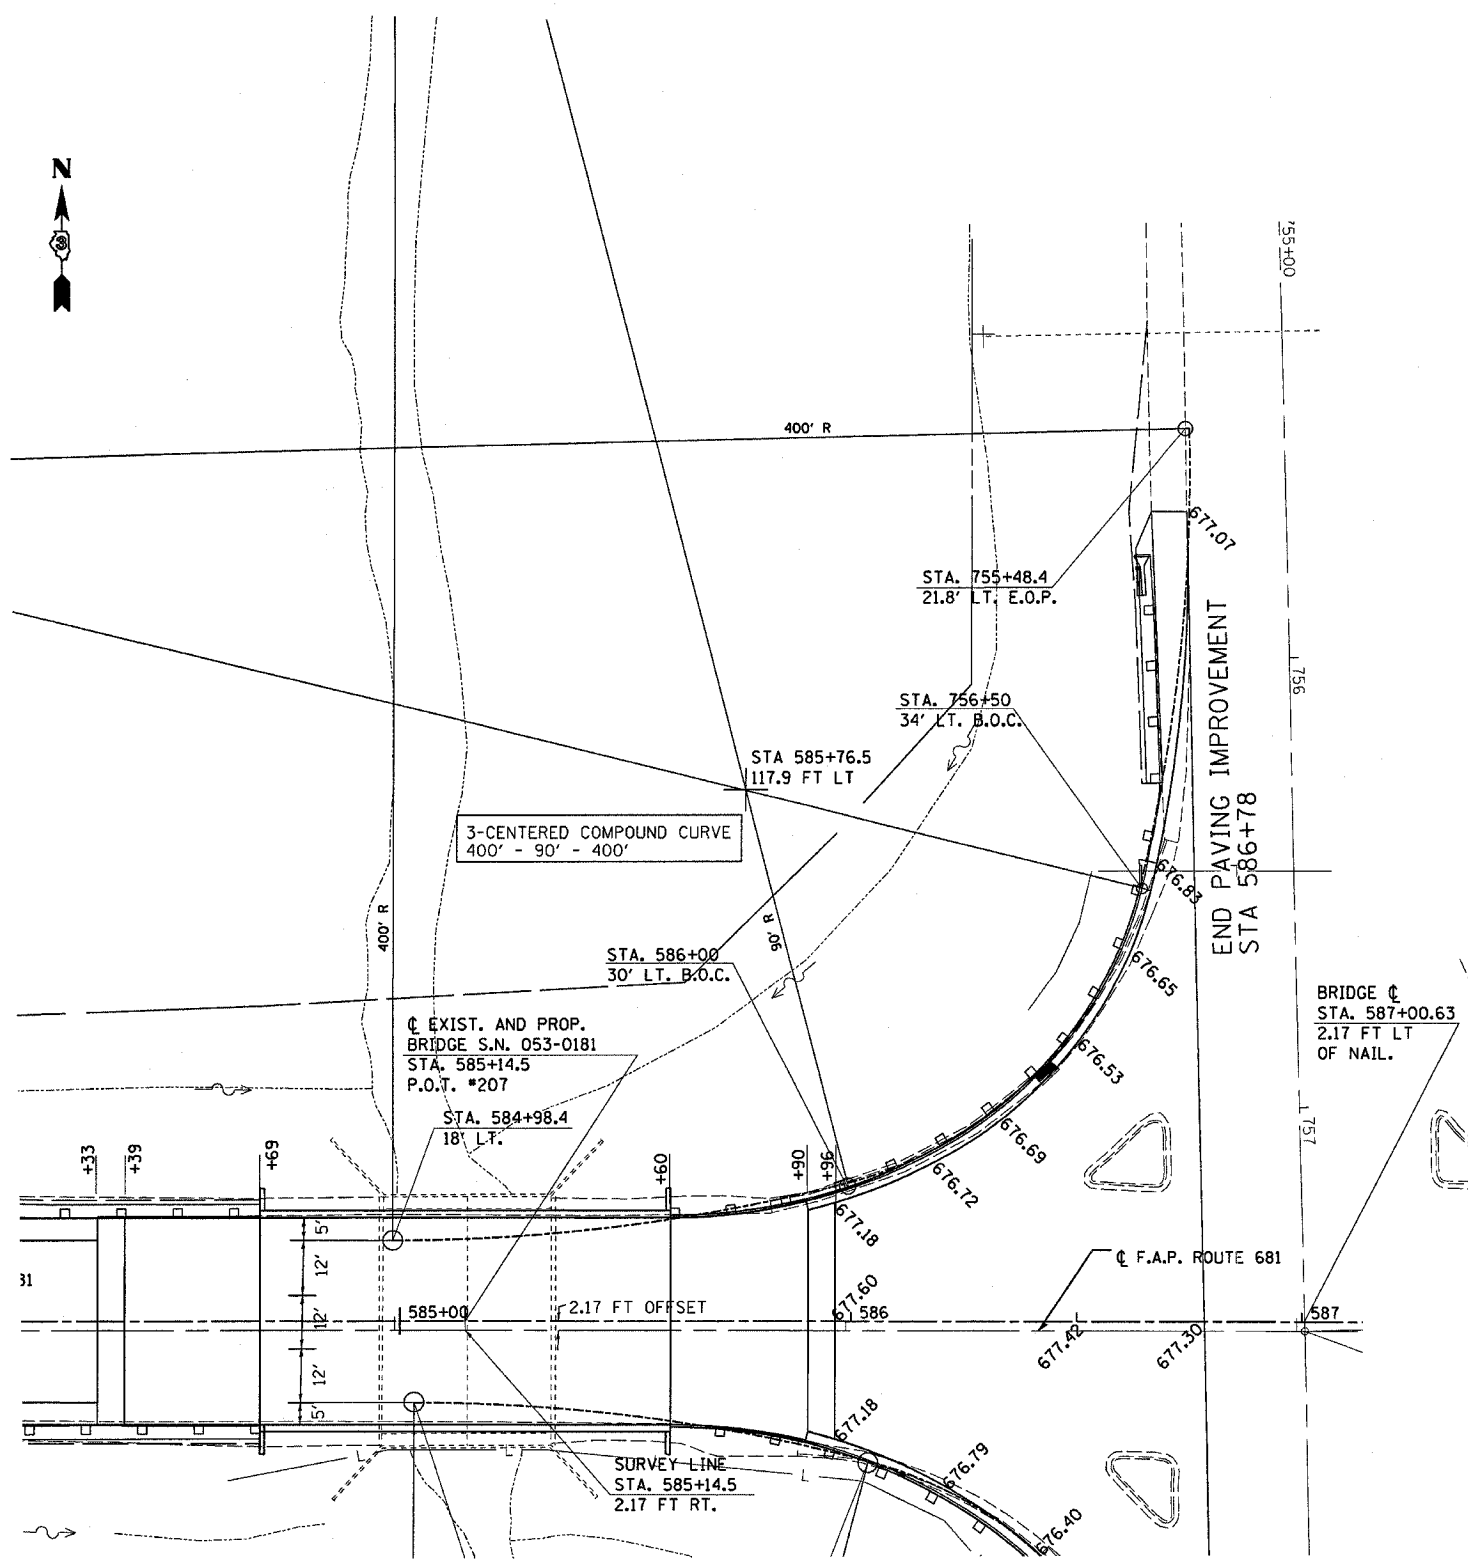 N
755+00
400' R
677.07
STA. 755+48.4
21.8' LT. E.O.P.
756
STA. 756+50
34' LT. B.O.C.
STA 585+76.5
117.9 FT LT
END PAVING IMPROVEMENT
STA 586+78
3-CENTERED COMPOUND CURVE
400' - 90' - 400'
676.83
400' R
90' R
STA. 586+00
30' LT. B.O.C.
676.65
BRIDGE ℄
STA. 587+00.63
2.17 FT LT
OF NAIL.
℄ EXIST. AND PROP.
BRIDGE S.N. 053-0181
STA. 585+14.5
P.O.T. #207
676.53
STA. 584+98.4
18' LT.
757
676.69
+33
+39
+69
+60
+90
+96
676.72
677.18
5'
12'
℄ F.A.P. ROUTE 681
31
677.60
585+00
2.17 FT OFFSET
586
587
12'
677.42
677.30
12'
5'
677.18
SURVEY LINE
STA. 585+14.5
2.17 FT RT.
676.79
676.40